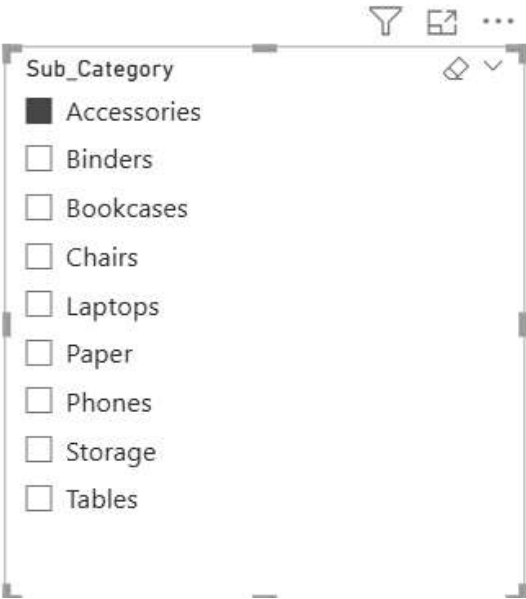 Sub_Category
Accessories
Binders
Bookcases
Chairs
Laptops
Paper
Phones
Storage
Tables